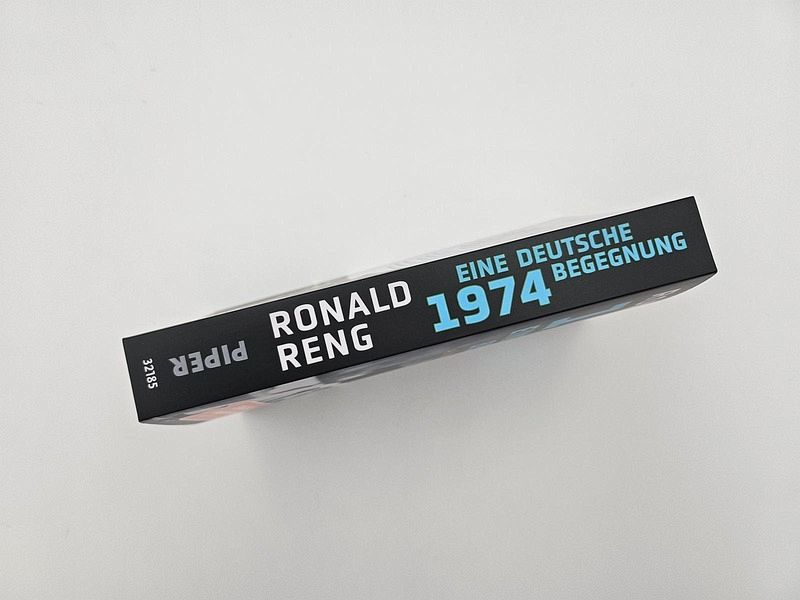 RONALD
RENG
EINE DEUTSCHE
1974 BEGEGNUNG
PIPER
32185